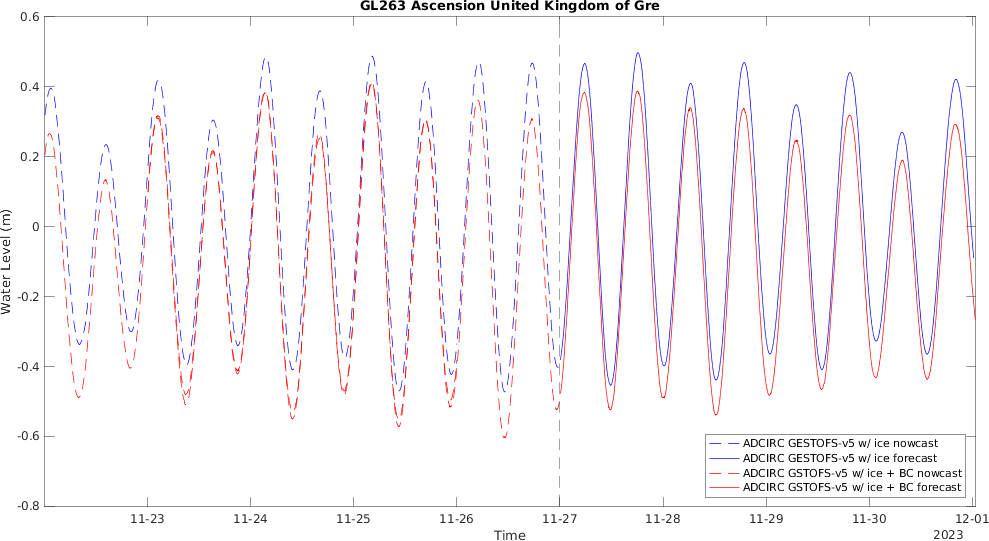 GL263 Ascension United Kingdom of Gre
0.6
0.4
0.2
0
-0.2
-0.4
-0.6
-0.8
Water Level (m)
11-23 11-24 11-25 11-26 11-27 11-28 11-29 11-30 12-01
Time
2023
ADCIRC GESTOFS-v5 w/ ice nowcast
ADCIRC GESTOFS-v5 w/ ice forecast
ADCIRC GSTOFS-v5 w/ ice + BC nowcast
ADCIRC GSTOFS-v5 w/ ice + BC forecast